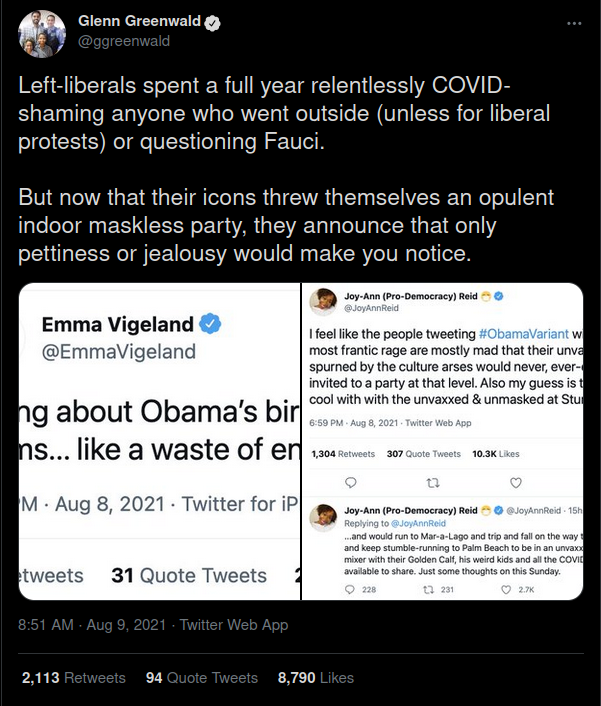 Glenn Greenwald
@ggreenwald
Left-liberals spent a full year relentlessly COVID-
shaming anyone who went outside (unless for liberal
protests) or questioning Fauci.
But now that their icons threw themselves an opulent
indoor maskless party, they announce that only
pettiness or jealousy would make you notice.
Emma Vigeland
@EmmaVigeland
ng about Obama's bir
ms... like a waste of en
M · Aug 8, 2021 · Twitter for iP
etweets 31 Quote Tweets
Joy-Ann (Pro-Democracy) Reid
@JoyAnnReid
I feel like the people tweeting #ObamaVariant w
most frantic rage are mostly mad that their unva
spurned by the culture arses would never, ever-
invited to a party at that level. Also my guess is t
cool with with the unvaxxed & unmasked at Stu
6:59 PM · Aug 8, 2021 · Twitter Web App
1,304 Retweets 307 Quote Tweets 10.3K Likes
Joy-Ann (Pro-Democracy) Reid @JoyAnnReid · 15h
Replying to @JoyAnnReid
...and would run to Mar-a-Lago and trip and fall on the way t
and keep stumble-running to Palm Beach to be in an unvaxx
mixer with their Golden Calf, his weird kids and all the COVID
available to share. Just some thoughts on this Sunday.
228 231 2.7K
8:51 AM · Aug 9, 2021 · Twitter Web App
2,113 Retweets 94 Quote Tweets 8,790 Likes